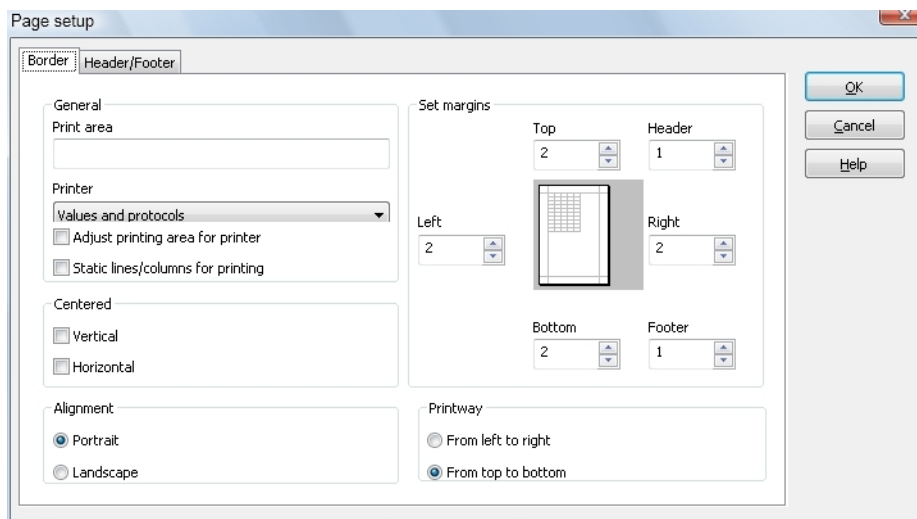 Page setup
Border Header/Footer
General
Print area
Printer
Values and protocols
Adjust printing area for printer
Static lines/columns for printing
Centered
Vertical
Horizontal
Alignment
Portrait
Landscape
Set margins
Top Header
2 1
Left Right
2 2
Bottom Footer
2 1
Printway
From left to right
From top to bottom
OK
Cancel
Help